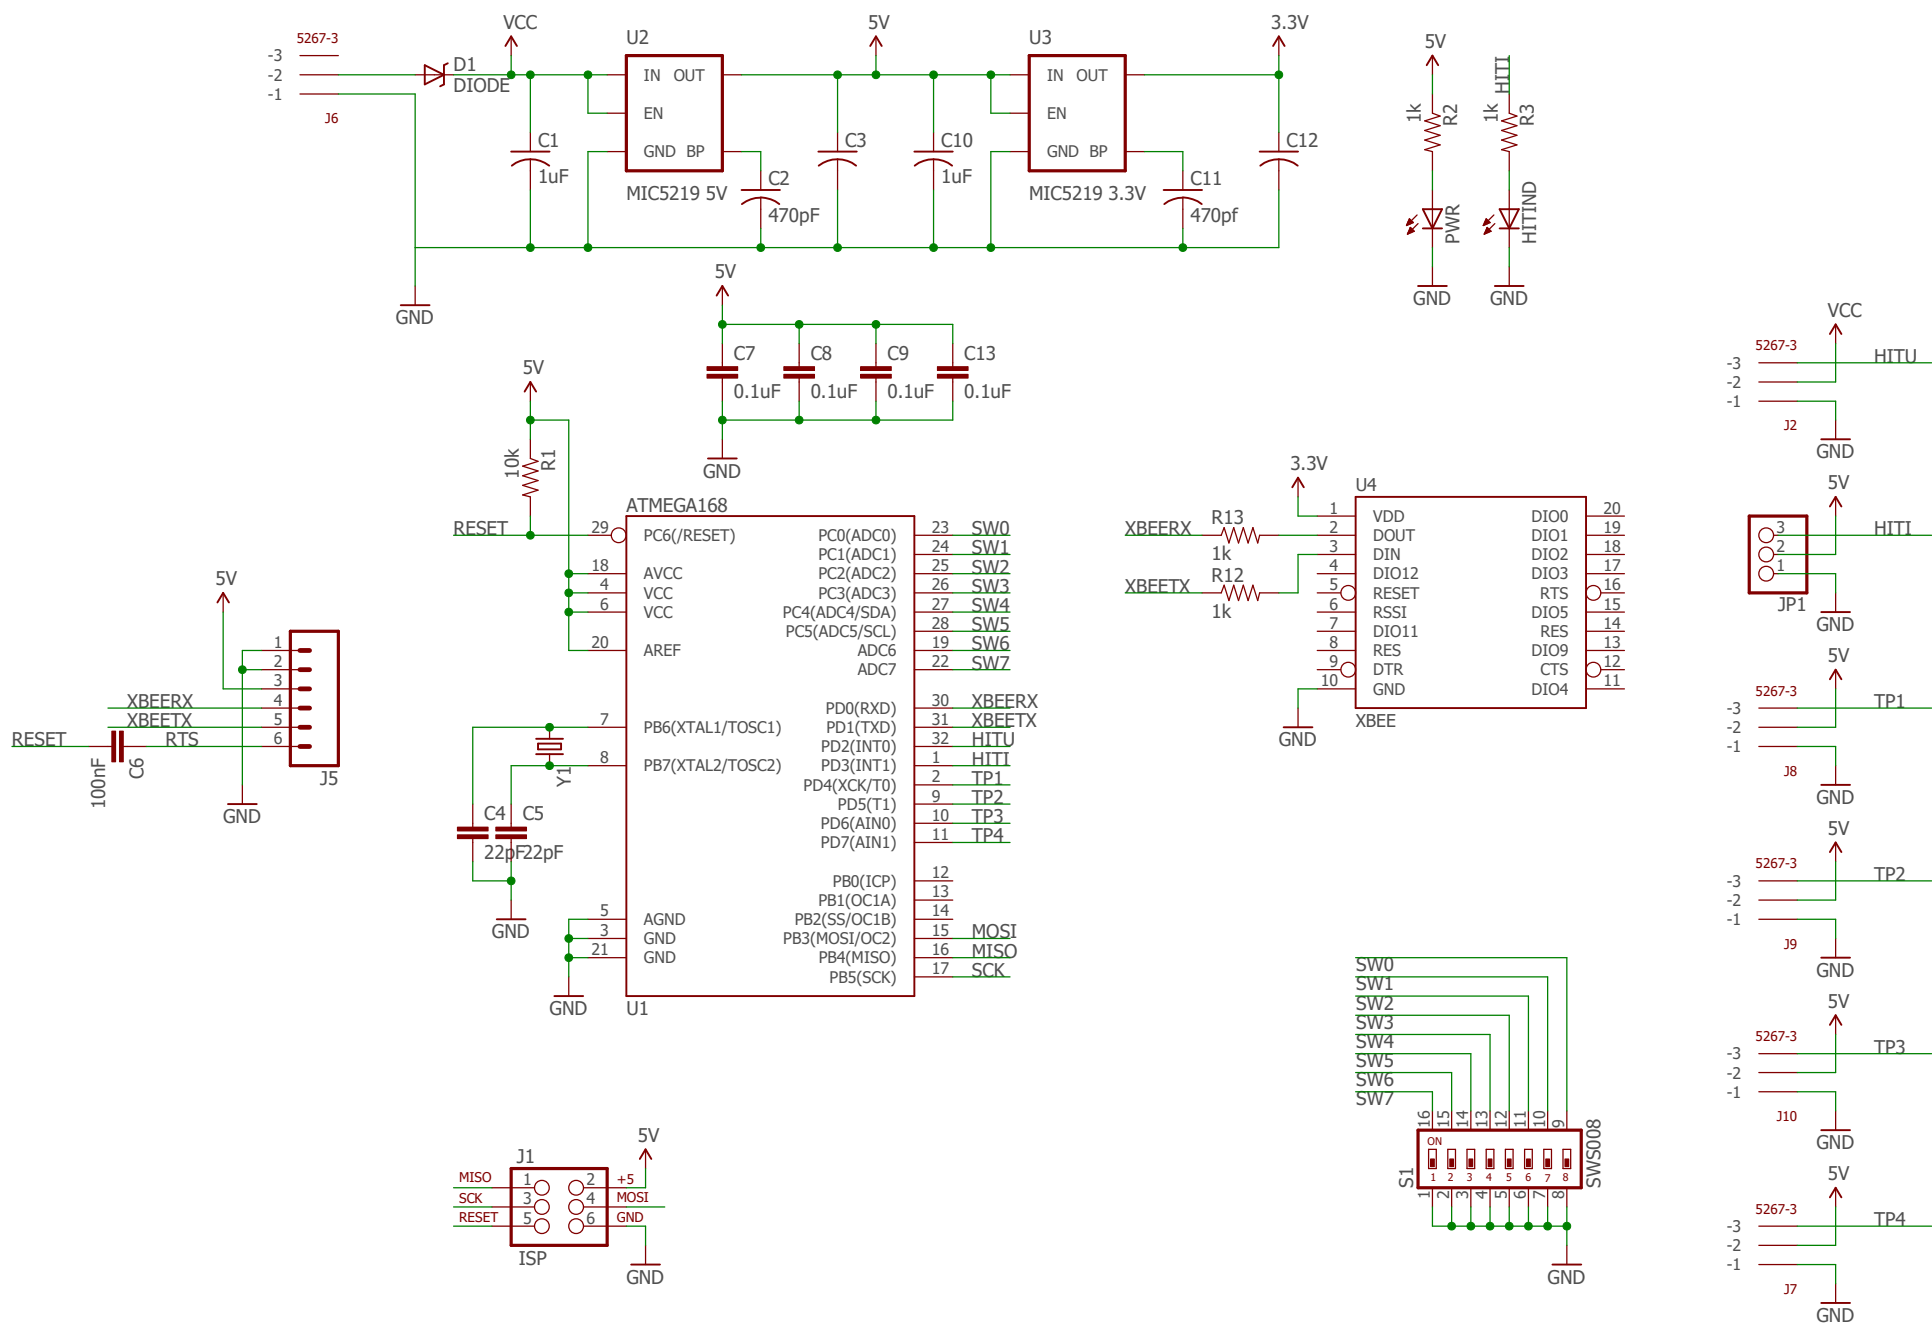 VCC
5V
3.3V
5267-3
-3
-2
-1
J6
D1
DIODE
U2
IN OUT
EN
GND BP
MIC5219 5V
C1
1uF
C2
470pF
C3
C10
1uF
U3
IN OUT
EN
GND BP
MIC5219 3.3V
C11
470pf
C12
GND
5V
1k
R2
PWR
GND
HITI
1k
R3
HITIND
GND
5V
C7
0.1uF
C8
0.1uF
C9
0.1uF
C13
0.1uF
GND
5V
10k
R1
RESET
ATMEGA168
29 PC6(/RESET)
18 AVCC
4 VCC
6 VCC
20 AREF
7 PB6(XTAL1/TOSC1)
8 PB7(XTAL2/TOSC2)
5 AGND
3 GND
21 GND
PC0(ADC0) 23 SW0
PC1(ADC1) 24 SW1
PC2(ADC2) 25 SW2
PC3(ADC3) 26 SW3
PC4(ADC4/SDA) 27 SW4
PC5(ADC5/SCL) 28 SW5
ADC6 19 SW6
ADC7 22 SW7
PD0(RXD) 30 XBEERX
PD1(TXD) 31 XBEETX
PD2(INT0) 32 HITU
PD3(INT1) 1 HITI
PD4(XCK/T0) 2 TP1
PD5(T1) 9 TP2
PD6(AIN0) 10 TP3
PD7(AIN1) 11 TP4
PB0(ICP) 12
PB1(OC1A) 13
PB2(SS/OC1B) 14
PB3(MOSI/OC2) 15 MOSI
PB4(MISO) 16 MISO
PB5(SCK) 17 SCK
U1
Y1
C4
22pF
C5
22pF
GND
GND
5V
1
2
3
XBEERX 4
XBEETX 5
RESET RTS 6
100nF
C6
J5
GND
3.3V
XBEERX
R13
1k
XBEETX
R12
1k
GND
U4
1 VDD
2 DOUT
3 DIN
4 DIO12
5 RESET
6 RSSI
7 DIO11
8 RES
9 DTR
10 GND
DIO0 20
DIO1 19
DIO2 18
DIO3 17
RTS 16
DIO5 15
RES 14
DIO9 13
CTS 12
DIO4 11
XBEE
VCC
5267-3
-3 HITU
-2
-1
J2
GND
5V
3 HITI
2
1
JP1
GND
5V
5267-3
-3 TP1
-2
-1
J8
GND
5V
5267-3
-3 TP2
-2
-1
J9
GND
5V
5267-3
-3 TP3
-2
-1
J10
GND
5V
5267-3
-3 TP4
-2
-1
J7
GND
J1
5V
MISO 1 2 +5
SCK 3 4 MOSI
RESET 5 6 GND
ISP
GND
SW0
SW1
SW2
SW3
SW4
SW5
SW6
SW7
16 15 14 13 12 11 10 9
ON
1 2 3 4 5 6 7 8
1 2 3 4 5 6 7 8
S1
SWS008
GND